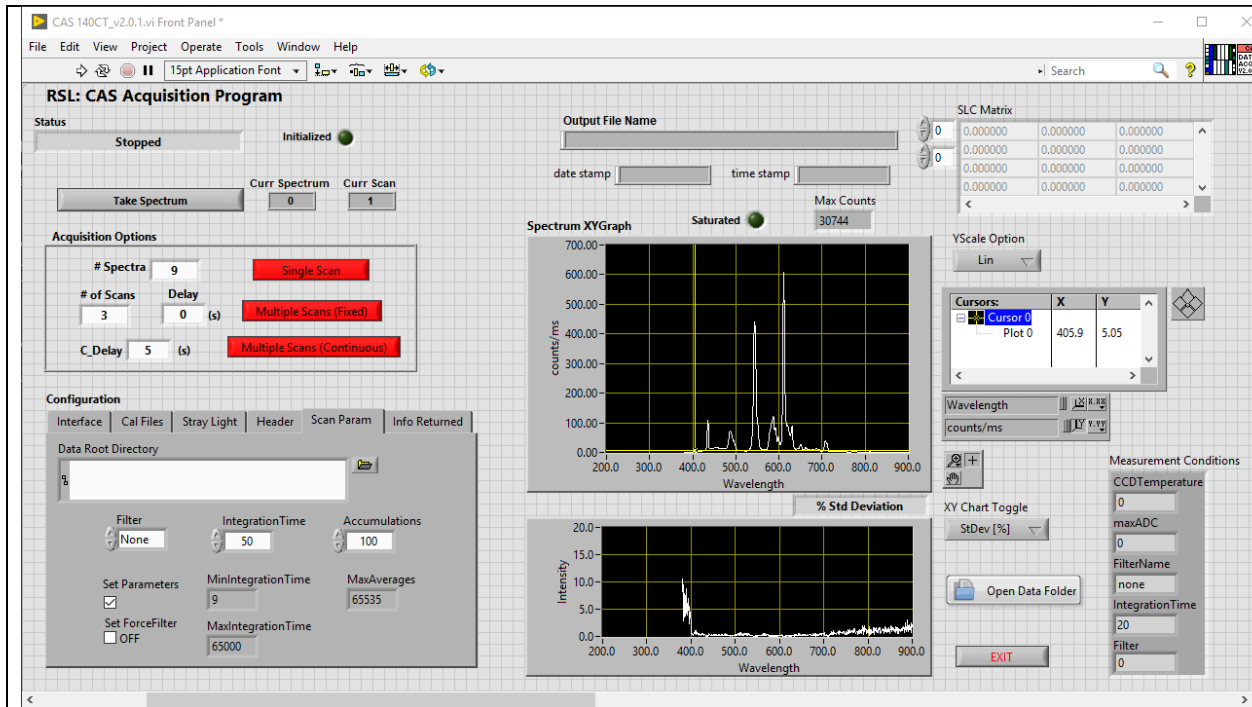 CAS 140CT_v2.0.1.vi Front Panel *
File Edit View Project Operate Tools Window Help
15pt Application Font
Search
DAT
ACQ
V2.0
RSL: CAS Acquisition Program
Status
Stopped
Initialized
Take Spectrum
Curr Spectrum
0
Curr Scan
1
Acquisition Options
# Spectra
9
Single Scan
# of Scans
3
Delay
0
(s)
Multiple Scans (Fixed)
C_Delay
5
(s)
Multiple Scans (Continuous)
Configuration
Interface Cal Files Stray Light Header Scan Param Info Returned
Data Root Directory
Filter
None
IntegrationTime
50
Accumulations
100
Set Parameters
MinIntegrationTime
9
MaxAverages
65535
Set ForceFilter
OFF
MaxIntegrationTime
65000
Output File Name
date stamp
time stamp
Max Counts
30744
Saturated
Spectrum XYGraph
700.00
600.00
500.00
400.00
300.00
200.00
100.00
0.00
counts/ms
200.0 300.0 400.0 500.0 600.0 700.0 800.0 900.0
Wavelength
% Std Deviation
20.0
15.0
10.0
5.0
0.0
Intensity
200.0 300.0 400.0 500.0 600.0 700.0 800.0 900.0
Wavelength
SLC Matrix
0
0
0.000000 0.000000 0.000000
0.000000 0.000000 0.000000
0.000000 0.000000 0.000000
0.000000 0.000000 0.000000
YScale Option
Lin
Cursors: X Y
Cursor 0
Plot 0 405.9 5.05
Wavelength
counts/ms
XY Chart Toggle
StDev [%]
Open Data Folder
EXIT
Measurement Conditions
CCDTemperature
0
maxADC
0
FilterName
none
IntegrationTime
20
Filter
0